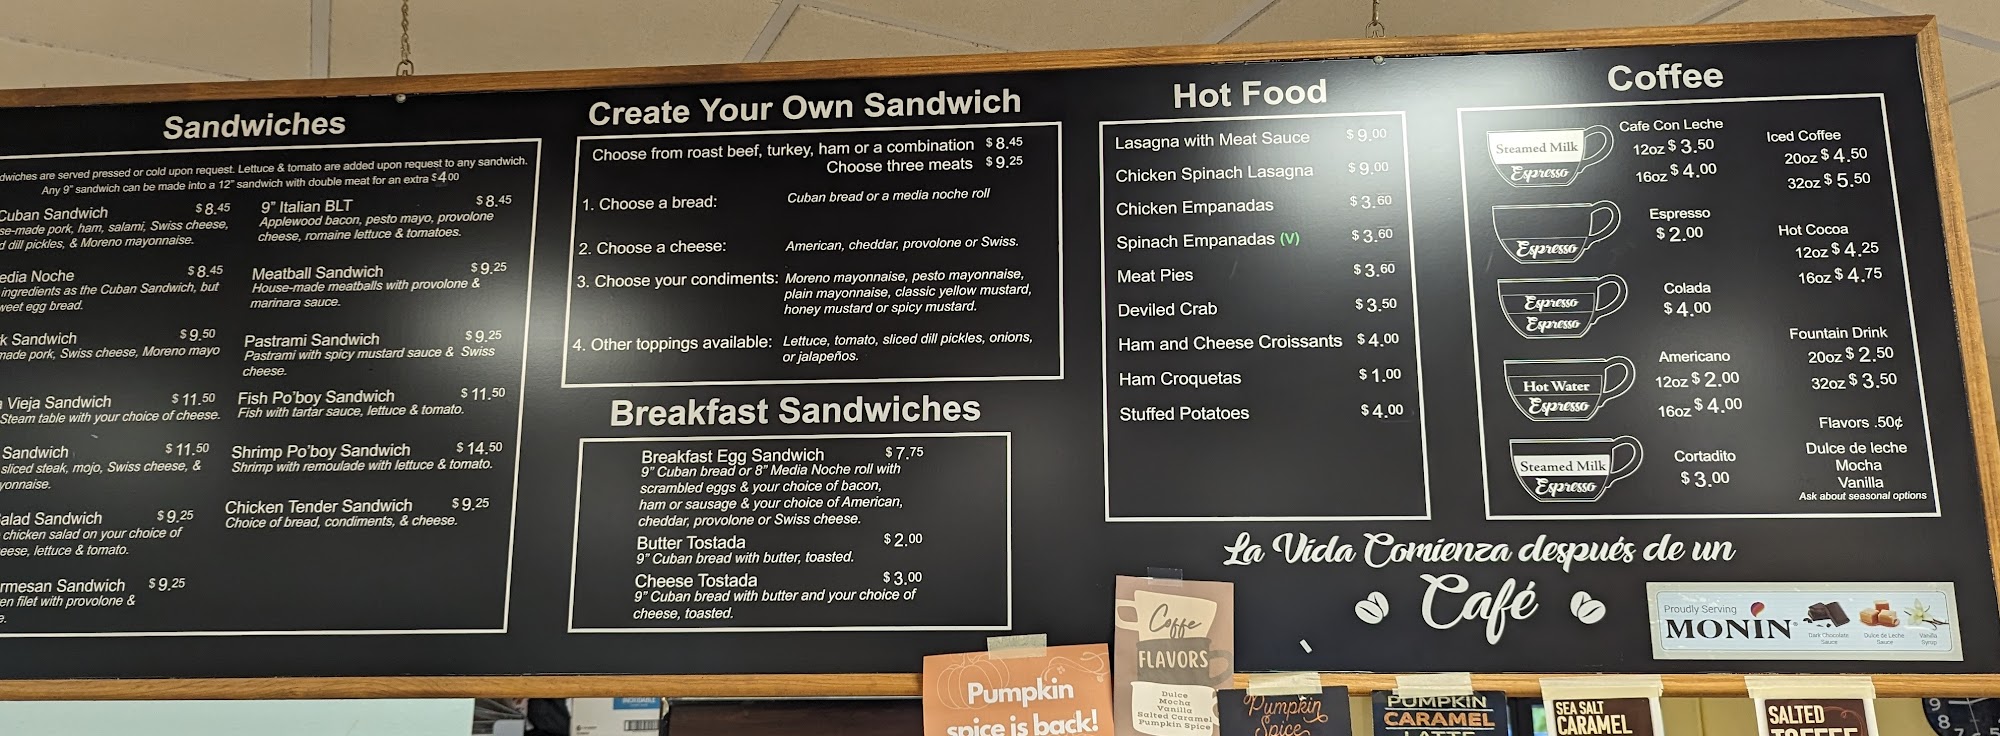 Sandwiches
dwiches are served pressed or cold upon request. Lettuce & tomato are added upon request to any sandwich.
Any 9" sandwich can be made into a 12" sandwich with double meat for an extra $4.00
Cuban Sandwich $8.45
se-made pork, ham, salami, Swiss cheese,
d dill pickles, & Moreno mayonnaise.
edia Noche $8.45
ingredients as the Cuban Sandwich, but
weet egg bread.
k Sandwich $9.50
made pork, Swiss cheese, Moreno mayo
a Vieja Sandwich $11.50
Steam table with your choice of cheese.
Sandwich $11.50
sliced steak, mojo, Swiss cheese, &
yonnaise.
alad Sandwich $9.25
chicken salad on your choice of
eese, lettuce & tomato.
rmesan Sandwich $9.25
en filet with provolone &
e.
9" Italian BLT $8.45
Applewood bacon, pesto mayo, provolone
cheese, romaine lettuce & tomatoes.
Meatball Sandwich $9.25
House-made meatballs with provolone &
marinara sauce.
Pastrami Sandwich $9.25
Pastrami with spicy mustard sauce & Swiss
cheese.
Fish Po'boy Sandwich $11.50
Fish with tartar sauce, lettuce & tomato.
Shrimp Po'boy Sandwich $14.50
Shrimp with remoulade with lettuce & tomato.
Chicken Tender Sandwich $9.25
Choice of bread, condiments, & cheese.
Create Your Own Sandwich
Choose from roast beef, turkey, ham or a combination $8.45
Choose three meats $9.25
1. Choose a bread: Cuban bread or a media noche roll
2. Choose a cheese: American, cheddar, provolone or Swiss.
3. Choose your condiments: Moreno mayonnaise, pesto mayonnaise,
plain mayonnaise, classic yellow mustard,
honey mustard or spicy mustard.
4. Other toppings available: Lettuce, tomato, sliced dill pickles, onions,
or jalapeños.
Breakfast Sandwiches
Breakfast Egg Sandwich $7.75
9" Cuban bread or 8" Media Noche roll with
scrambled eggs & your choice of bacon,
ham or sausage & your choice of American,
cheddar, provolone or Swiss cheese.
Butter Tostada $2.00
9" Cuban bread with butter, toasted.
Cheese Tostada $3.00
9" Cuban bread with butter and your choice of
cheese, toasted.
Hot Food
Lasagna with Meat Sauce $9.00
Chicken Spinach Lasagna $9.00
Chicken Empanadas $3.60
Spinach Empanadas (V) $3.60
Meat Pies $3.60
Deviled Crab $3.50
Ham and Cheese Croissants $4.00
Ham Croquetas $1.00
Stuffed Potatoes $4.00
Coffee
Steamed Milk
Espresso
Cafe Con Leche
12oz $3.50
16oz $4.00
Espresso
Espresso
$2.00
Espresso
Espresso
Colada
$4.00
Hot Water
Espresso
Americano
12oz $2.00
16oz $4.00
Steamed Milk
Espresso
Cortadito
$3.00
Iced Coffee
20oz $4.50
32oz $5.50
Hot Cocoa
12oz $4.25
16oz $4.75
Fountain Drink
20oz $2.50
32oz $3.50
Flavors .50¢
Dulce de leche
Mocha
Vanilla
Ask about seasonal options
La Vida Comienza después de un
Café
Proudly Serving
MONIN®
Dark Chocolate
Sauce
Dulce de Leche
Sauce
Vanilla
Syrup
Pumpkin
spice is back!
Coffe
FLAVORS
Dulce
Mocha
Vanilla
Salted Caramel
Pumpkin Spice
Pumpkin
Spice
PUMPKIN
CARAMEL
LATTE
SEA SALT
CARAMEL
SALTED
TOFFEE
9
8
7